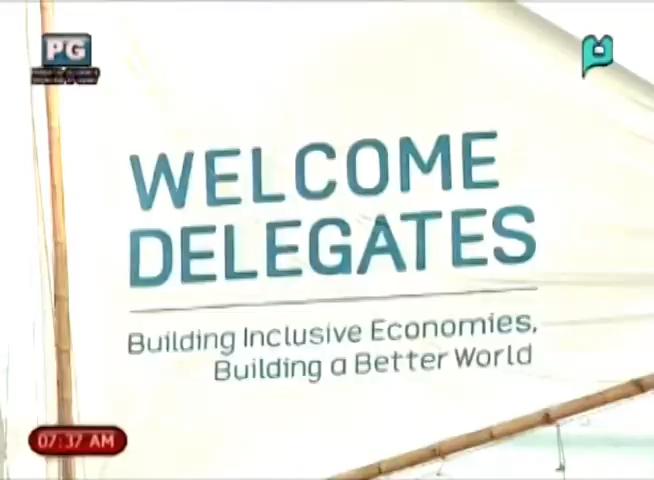 PG
WELCOME
DELEGATES
Building Inclusive Economies,
Building a Better World
07:37 AM